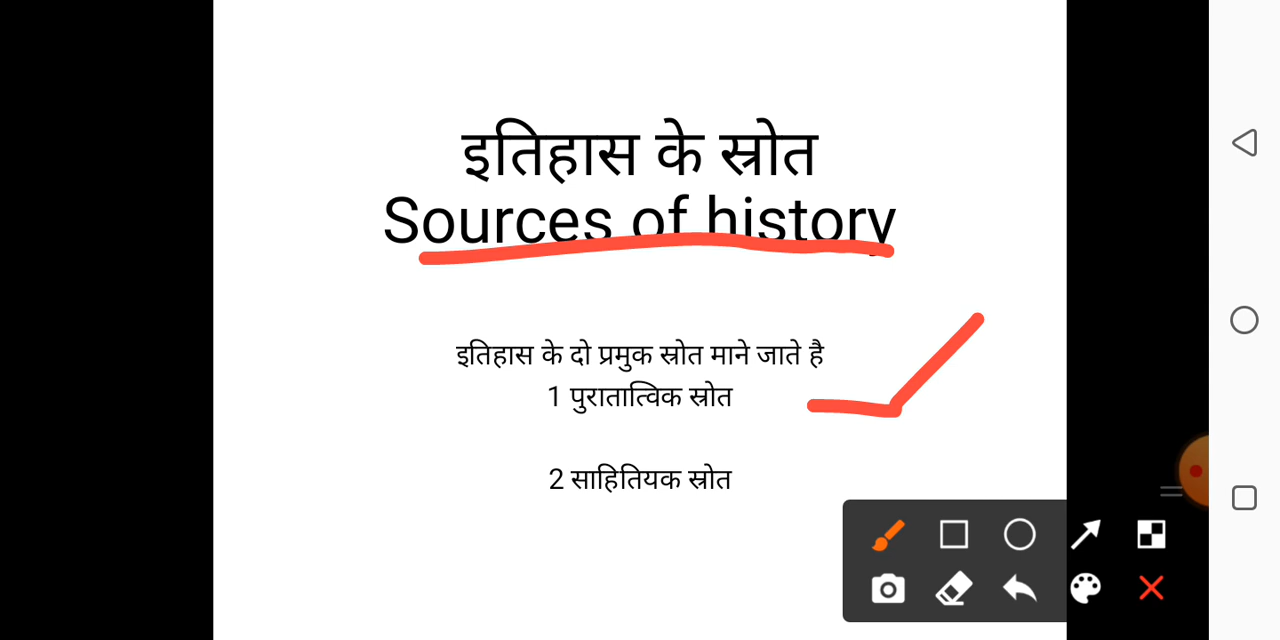 इतिहास के स्रोत
Sources of history
इतिहास के दो प्रमुक स्रोत माने जाते है
1 पुरातात्विक स्रोत
2 साहितियक स्रोत